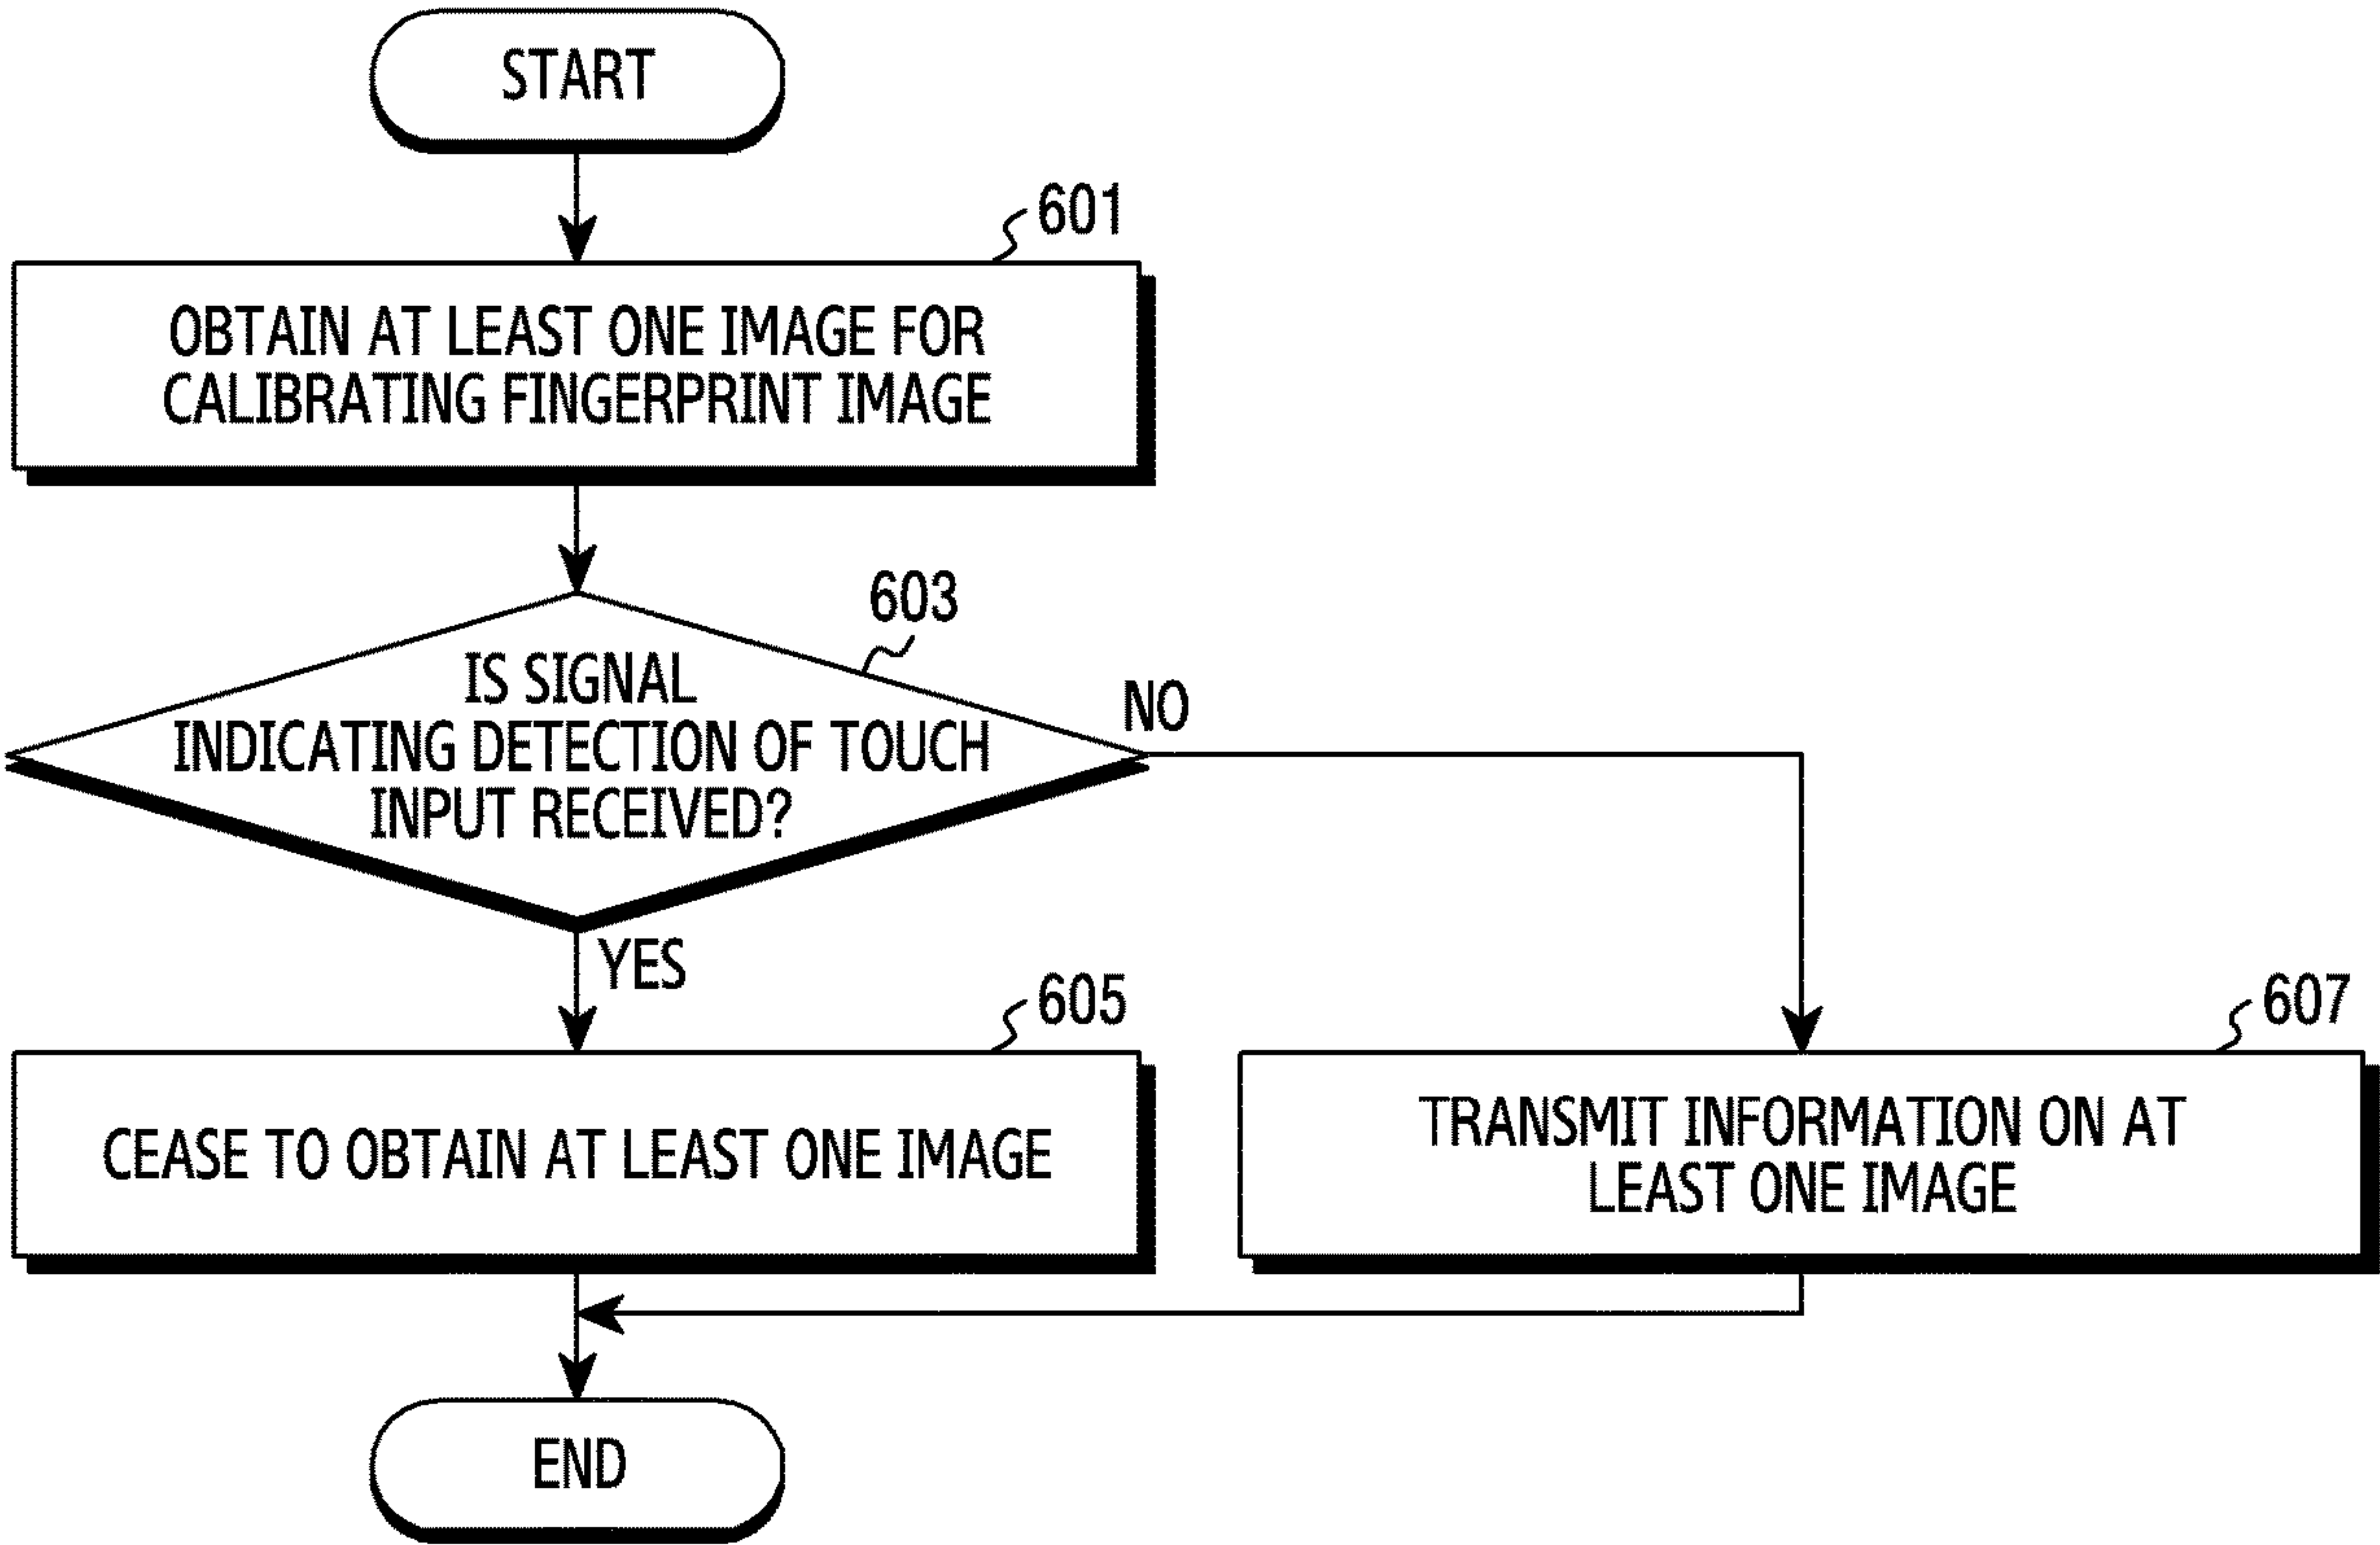 START
601
OBTAIN AT LEAST ONE IMAGE FOR
CALIBRATING FINGERPRINT IMAGE
603
IS SIGNAL
INDICATING DETECTION OF TOUCH
INPUT RECEIVED?
NO
YES
605
CEASE TO OBTAIN AT LEAST ONE IMAGE
607
TRANSMIT INFORMATION ON AT
LEAST ONE IMAGE
END